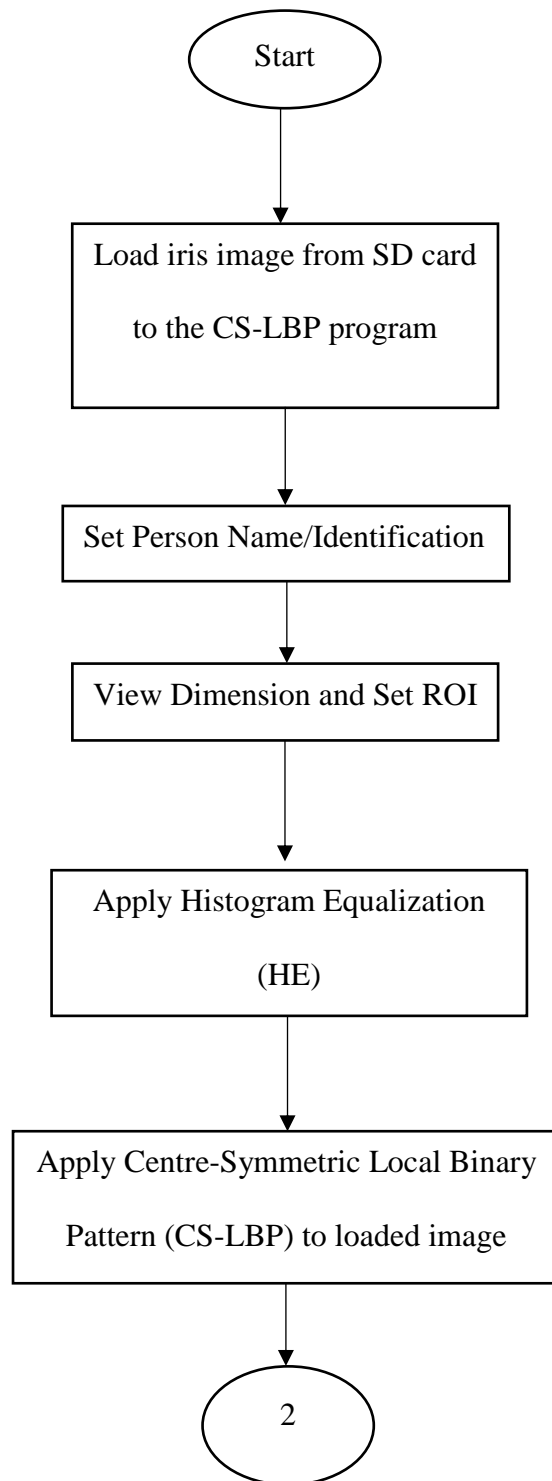 Start
Load iris image from SD card
to the CS-LBP program
Set Person Name/Identification
View Dimension and Set ROI
Apply Histogram Equalization
(HE)
Apply Centre-Symmetric Local Binary
Pattern (CS-LBP) to loaded image
2